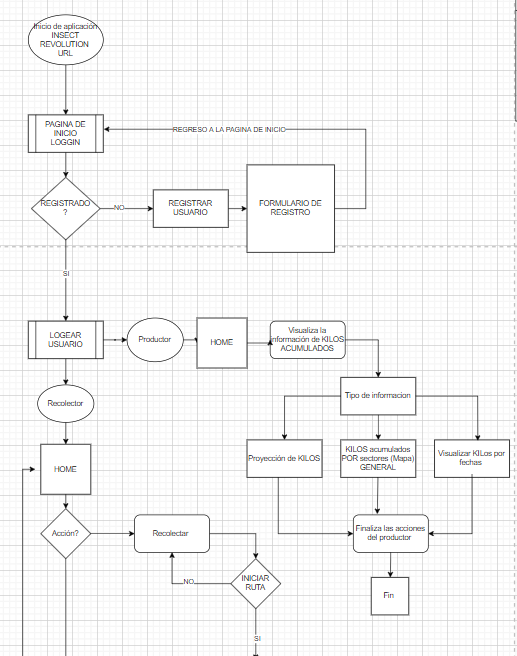 Inicio de aplicación
INSECT
REVOLUTION
URL
PAGINA DE
INICIO
LOGGIN
REGRESO A LA PAGINA DE INICIO
REGISTRADO
?
NO
REGISTRAR
USUARIO
FORMULARIO DE
REGISTRO
SI
LOGEAR
USUARIO
Productor
HOME
Visualiza la
información de KILOS
ACUMULADOS
Recolector
Tipo de informacion
HOME
Proyección de KILOS
KILOS acumulados
POR sectores (Mapa)
GENERAL
Visualizar KILos por
fechas
Acción?
Recolectar
Finaliza las acciones
del productor
NO
INICIAR
RUTA
Fin
SI